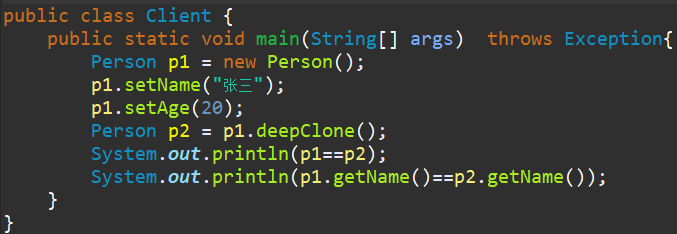 public class Client {
    public static void main(String[] args)  throws Exception{
        Person p1 = new Person();
        p1.setName("张三");
        p1.setAge(20);
        Person p2 = p1.deepClone();
        System.out.println(p1==p2);
        System.out.println(p1.getName()==p2.getName());
    }
}